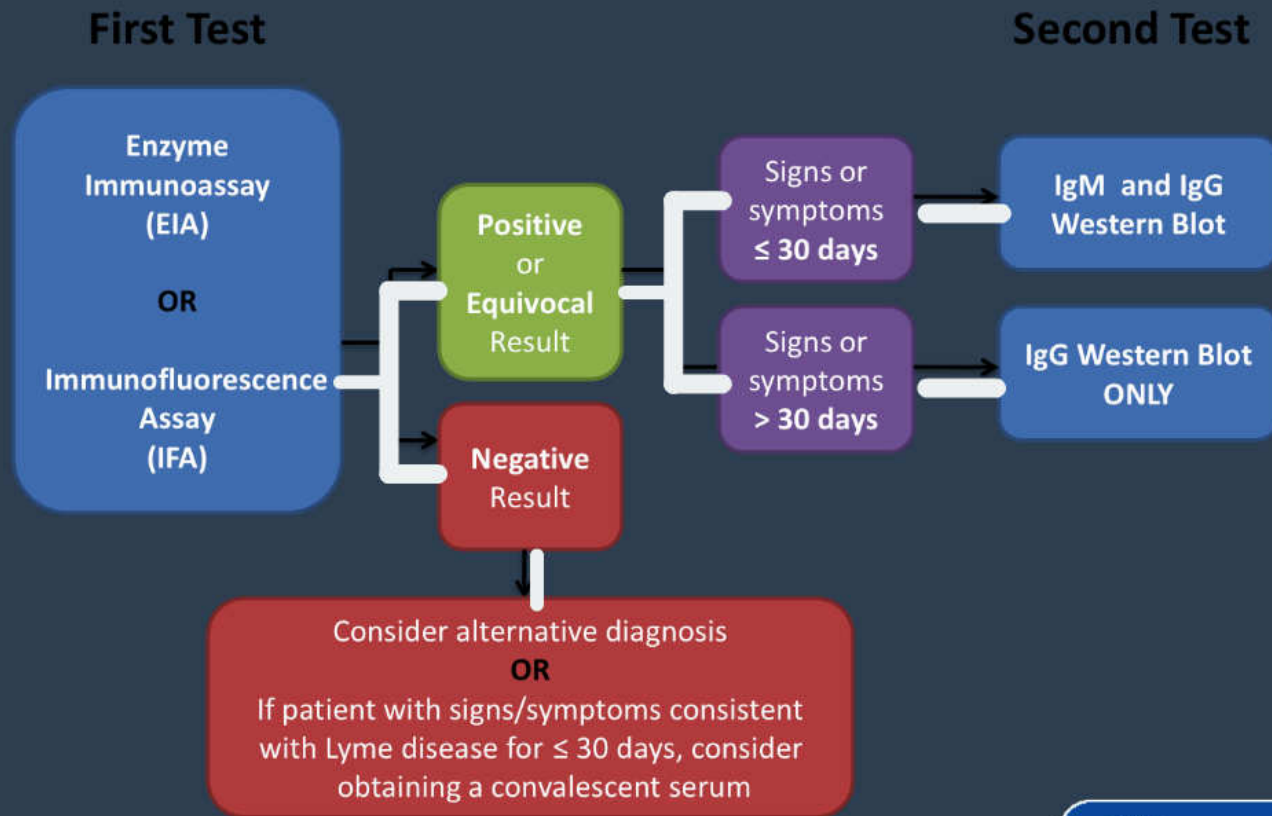 First Test
Second Test
Enzyme
Immunoassay
(EIA)
OR
Immunofluorescence
Assay
(IFA)
Positive
or
Equivocal
Result
Negative
Result
Signs or
symptoms
≤ 30 days
Signs or
symptoms
> 30 days
IgM and IgG
Western Blot
IgG Western Blot
ONLY
Consider alternative diagnosis
OR
If patient with signs/symptoms consistent
with Lyme disease for ≤ 30 days, consider
obtaining a convalescent serum